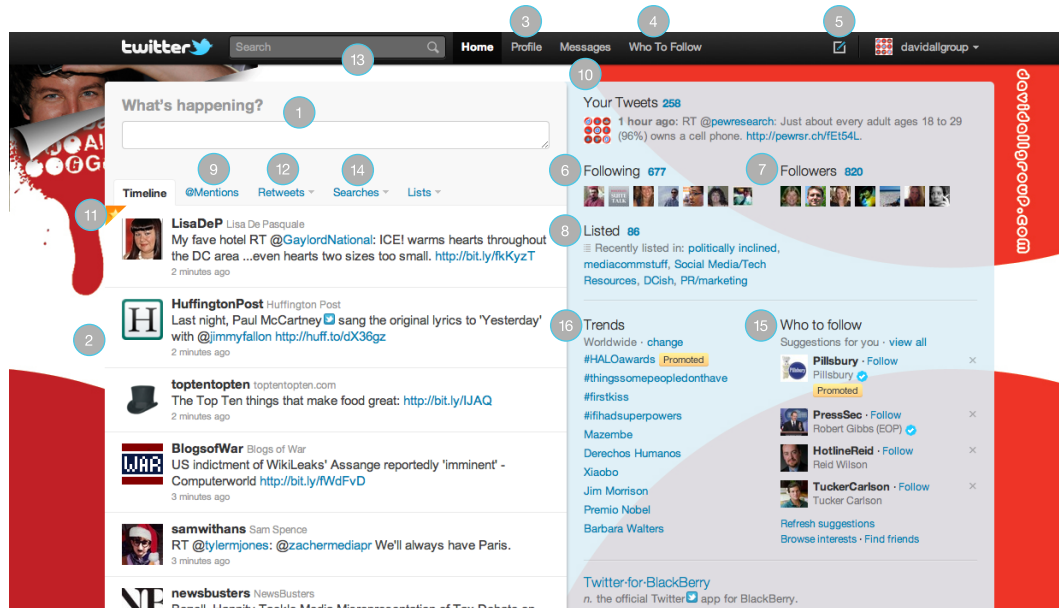 3
4
5
twitter
Search
Home
Profile
Messages
Who To Follow
davidallgroup
13
10
What's happening?
1
9
12
14
Timeline
@Mentions
Retweets
Searches
Lists
11
LisaDeP Lisa De Pasquale
My fave hotel RT @GaylordNational: ICE! warms hearts throughout
the DC area ...even hearts two sizes too small. http://bit.ly/fkKyzT
2 minutes ago
2
H
HuffingtonPost Huffington Post
Last night, Paul McCartney sang the original lyrics to 'Yesterday'
with @jimmyfallon http://huff.to/dX36gz
2 minutes ago
toptentopten toptentopten.com
The Top Ten things that make food great: http://bit.ly/IJAQ
2 minutes ago
WAR
BlogsofWar Blogs of War
US indictment of WikiLeaks' Assange reportedly 'imminent' -
Computerworld http://bit.ly/fWdFvD
3 minutes ago
samwithans Sam Spence
RT @tylermjones: @zachermediapr We'll always have Paris.
3 minutes ago
newsbusters NewsBusters
Your Tweets 258
1 hour ago: RT @pewresearch: Just about every adult ages 18 to 29
(96%) owns a cell phone. http://pewsr.ch/fEt54L.
6
Following 677
7
Followers 820
8
Listed 86
Recently listed in: politically inclined,
mediacommstuff, Social Media/Tech
Resources, DCish, PR/marketing
16
Trends
Worldwide · change
#HALOawards Promoted
#thingssomepeopledonthave
#firstkiss
#ifihadsuperpowers
Mazembe
Derechos Humanos
Xiaobo
Jim Morrison
Premio Nobel
Barbara Walters
15
Who to follow
Suggestions for you · view all
Pillsbury · Follow
Pillsbury
Promoted
PressSec · Follow
Robert Gibbs (EOP)
HotlineReid · Follow
Reid Wilson
TuckerCarlson · Follow
Tucker Carlson
Refresh suggestions
Browse interests · Find friends
Twitter·for·BlackBerry
n. the official Twitter app for BlackBerry.
davidallgroup.com